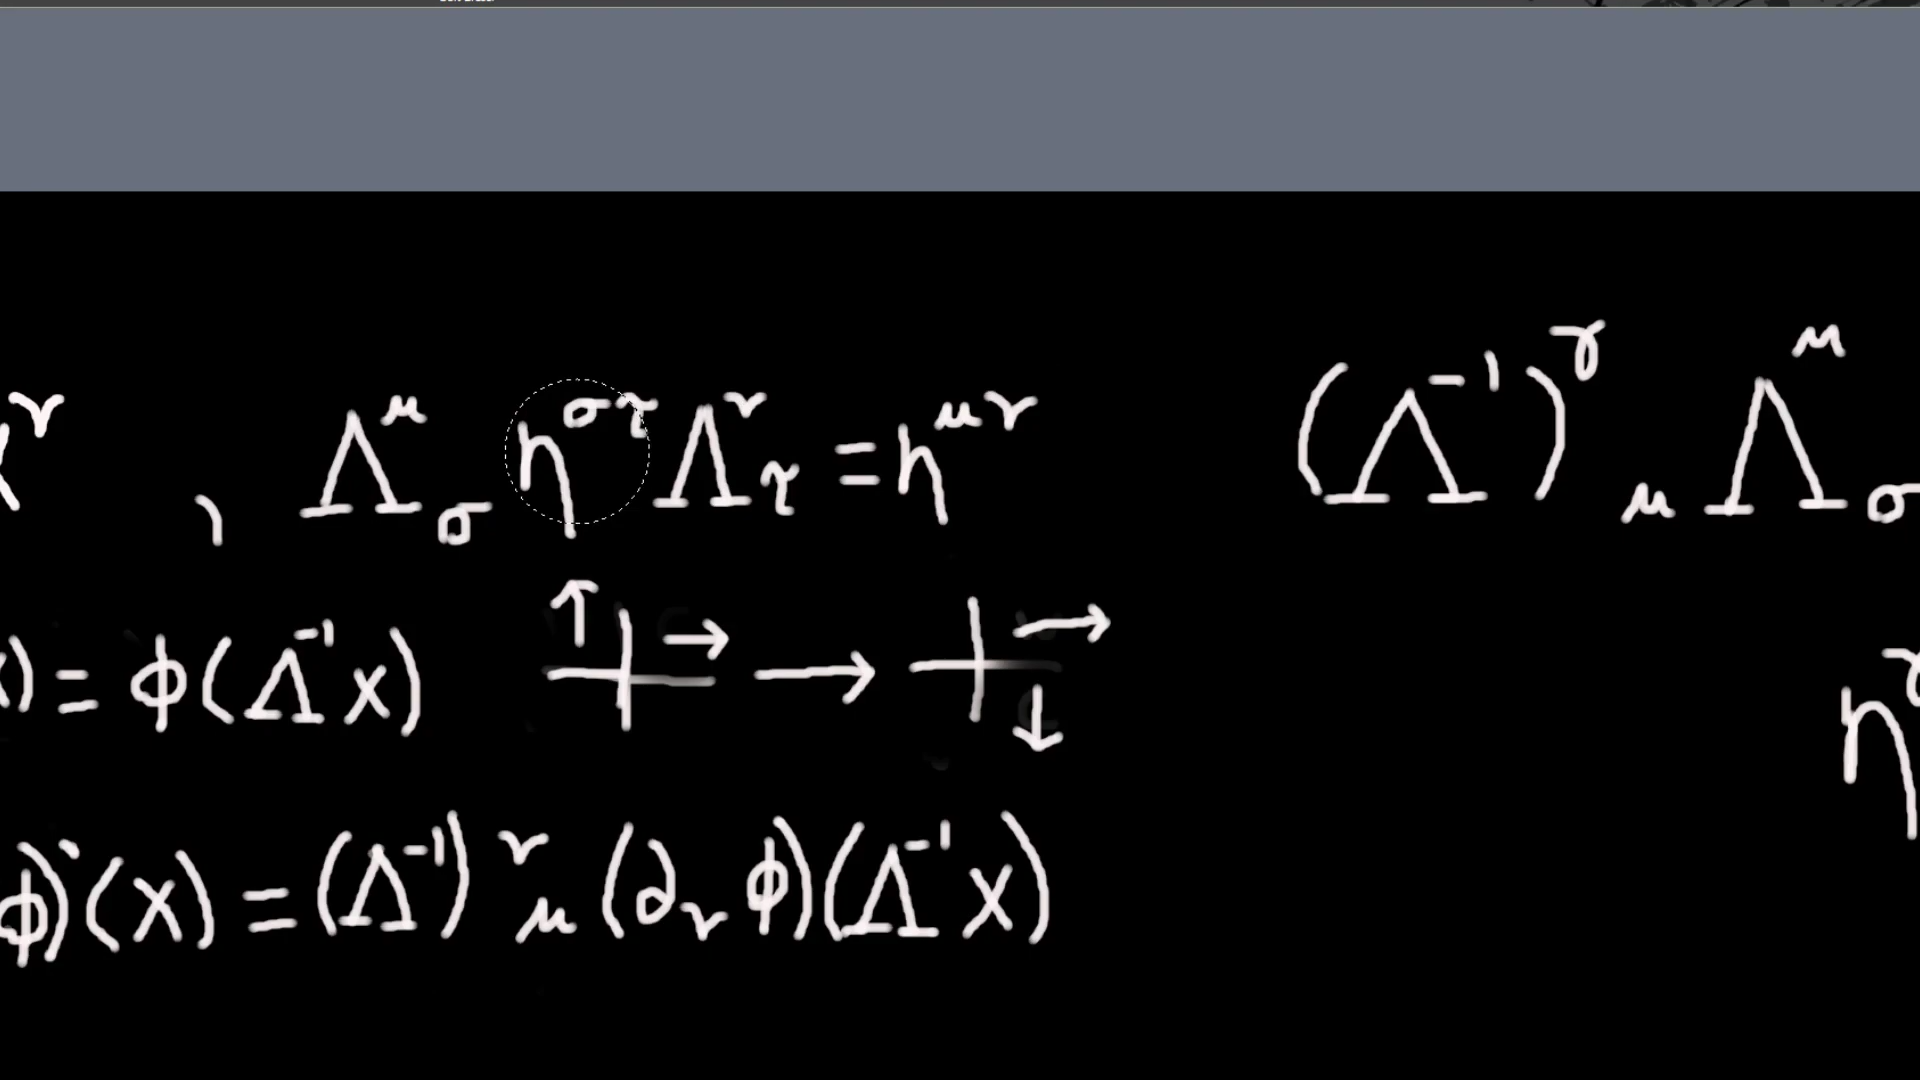 ν , Λ^μ_σ η^{στ} Λ^ν_τ = η^{μν} (Λ^{-1})^γ_μ Λ^μ_σ
) = φ(Λ^{-1}x) ↑ → ⟶ → ↓
η
φ)'(x) = (Λ^{-1})^ν_μ (∂_ν φ)(Λ^{-1}x)